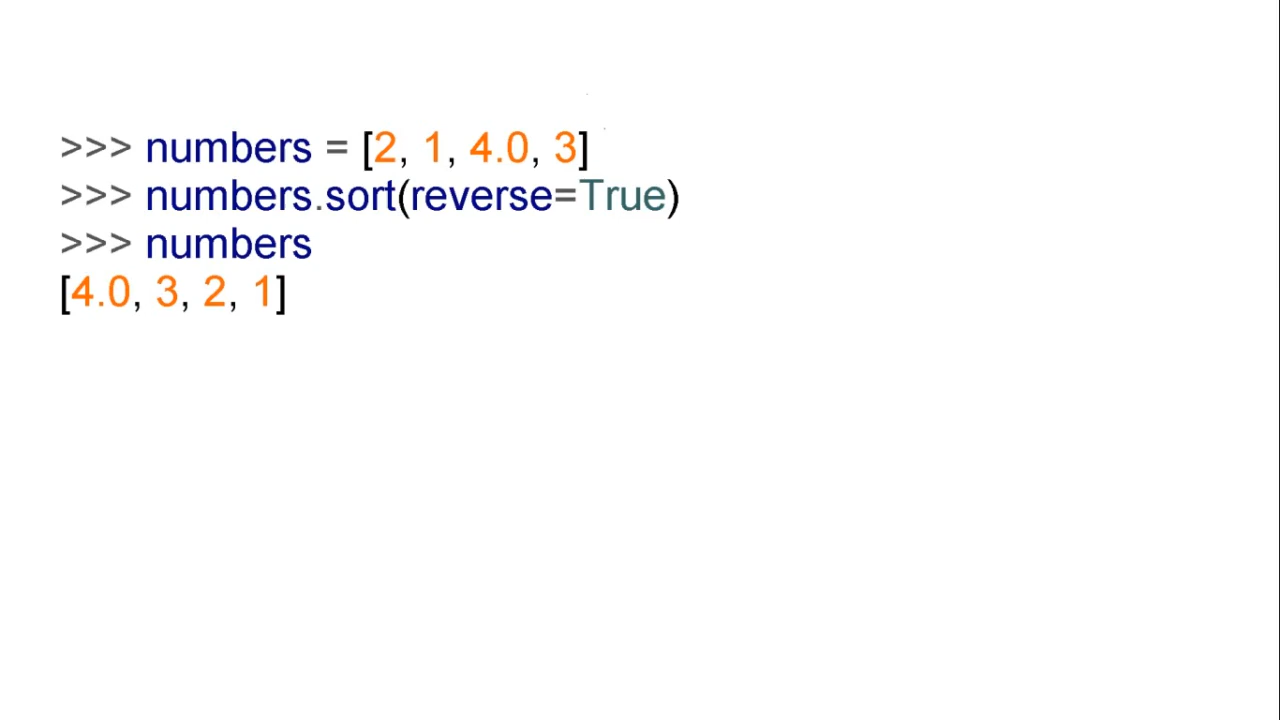 >>> numbers = [2, 1, 4.0, 3]
>>> numbers.sort(reverse=True)
>>> numbers
[4.0, 3, 2, 1]